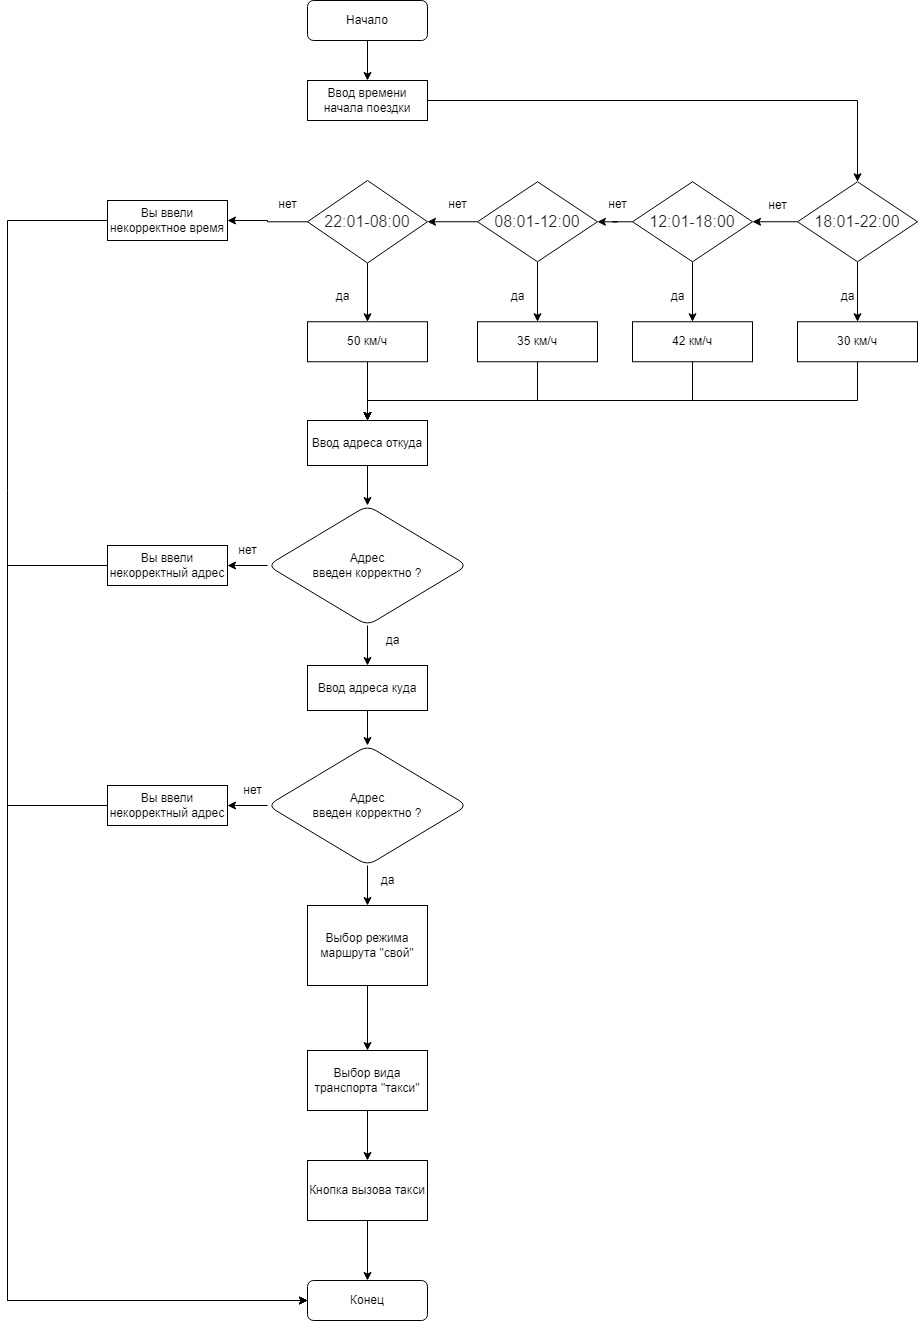 Начало
Ввод времени
начала поездки
нет
нет
нет
нет
Вы ввели
некорректное время
22:01-08:00
08:01-12:00
12:01-18:00
18:01-22:00
да
да
да
да
50 км/ч
35 км/ч
42 км/ч
30 км/ч
Ввод адреса откуда
нет
Вы ввели
некорректный адрес
Адрес
введен корректно ?
да
Ввод адреса куда
нет
Вы ввели
некорректный адрес
Адрес
введен корректно ?
да
Выбор режима
маршрута "свой"
Выбор вида
транспорта "такси"
Кнопка вызова такси
Конец